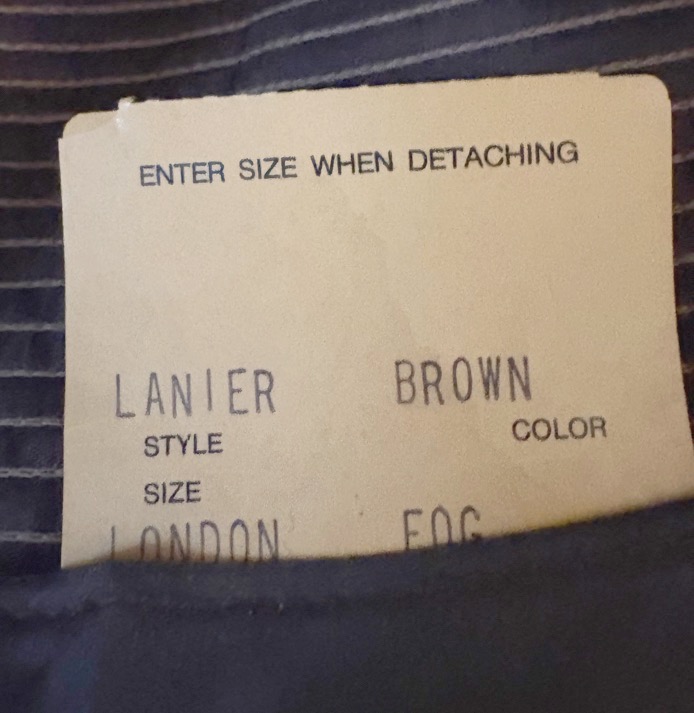 ENTER SIZE WHEN DETACHING
LANIER BROWN
STYLE COLOR
SIZE
LONDON FOG